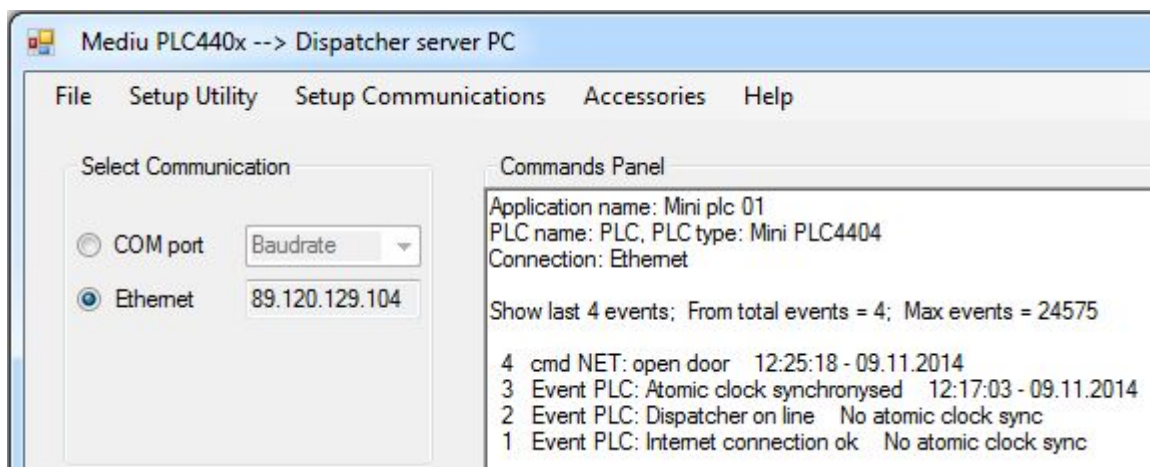 Mediu PLC440x --> Dispatcher server PC
File Setup Utility Setup Communications Accessories Help
Select Communication
COM port Baudrate
Ethernet 89.120.129.104
Commands Panel
Application name: Mini plc 01
PLC name: PLC, PLC type: Mini PLC4404
Connection: Ethernet
Show last 4 events; From total events = 4; Max events = 24575
4 cmd NET: open door 12:25:18 - 09.11.2014
3 Event PLC: Atomic clock synchronysed 12:17:03 - 09.11.2014
2 Event PLC: Dispatcher on line No atomic clock sync
1 Event PLC: Internet connection ok No atomic clock sync